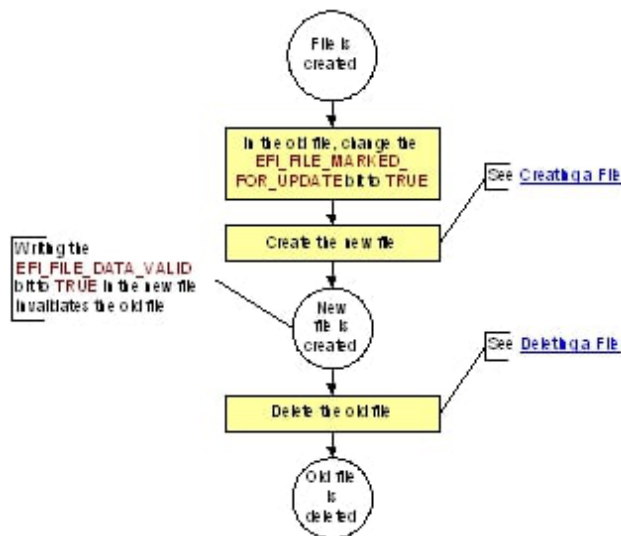 File is
created
In the old file, change the
EFI_FILE_MARKED_
FOR_UPDATE bit to TRUE
See Creating a File
Create the new file
Writing the
EFI_FILE_DATA_VALID
bit to TRUE in the new file
invalidates the old file
New
file is
created
See Deleting a File
Delete the old file
Old file
is
deleted